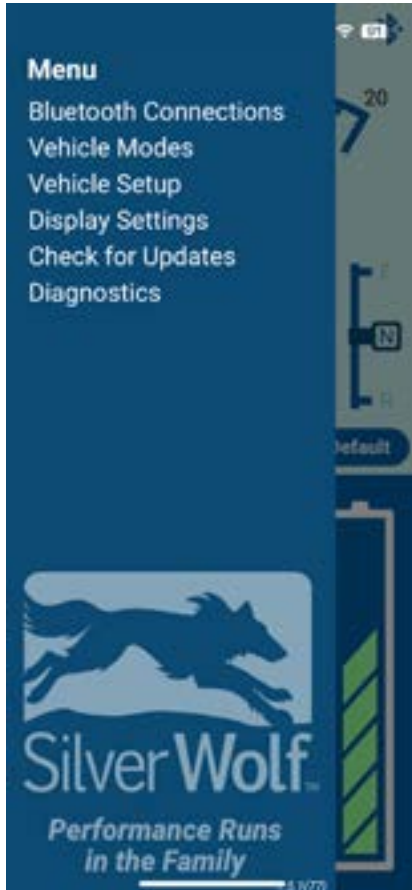 91
Menu
20
Bluetooth Connections
Vehicle Modes
Vehicle Setup
Display Settings
Check for Updates
Diagnostics
F
N
R
Default
SilverWolf
Performance Runs
in the Family